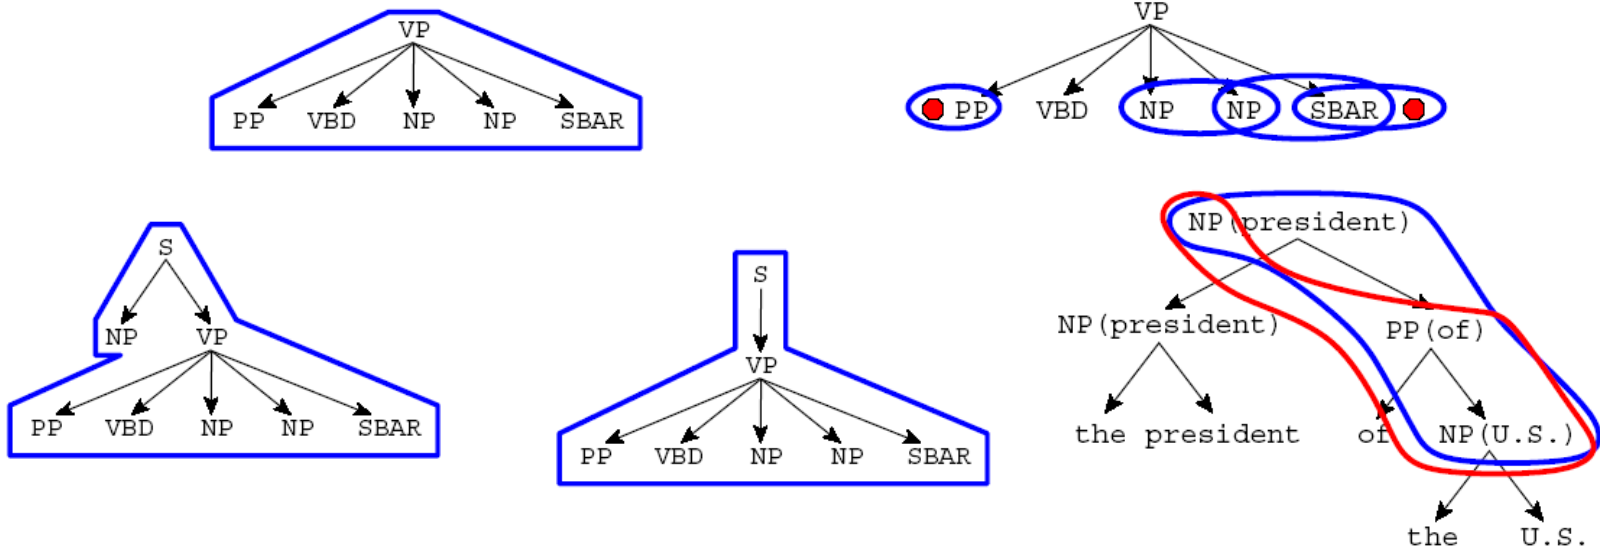 VP
PP VBD NP NP SBAR
VP
PP VBD NP NP SBAR
S
NP VP
PP VBD NP NP SBAR
S
VP
PP VBD NP NP SBAR
NP(president)
NP(president) PP(of)
the president of NP(U.S.)
the U.S.